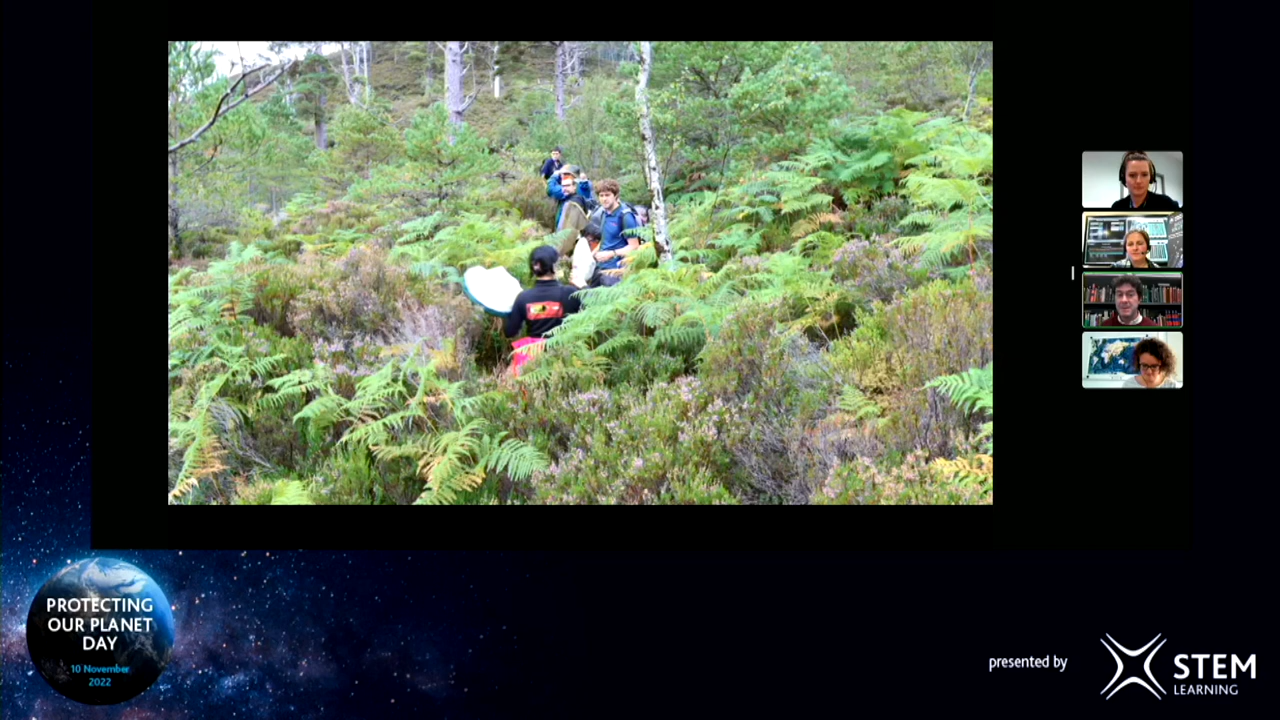 PROTECTING
OUR PLANET
DAY
10 November
2022
presented by
STEM
LEARNING